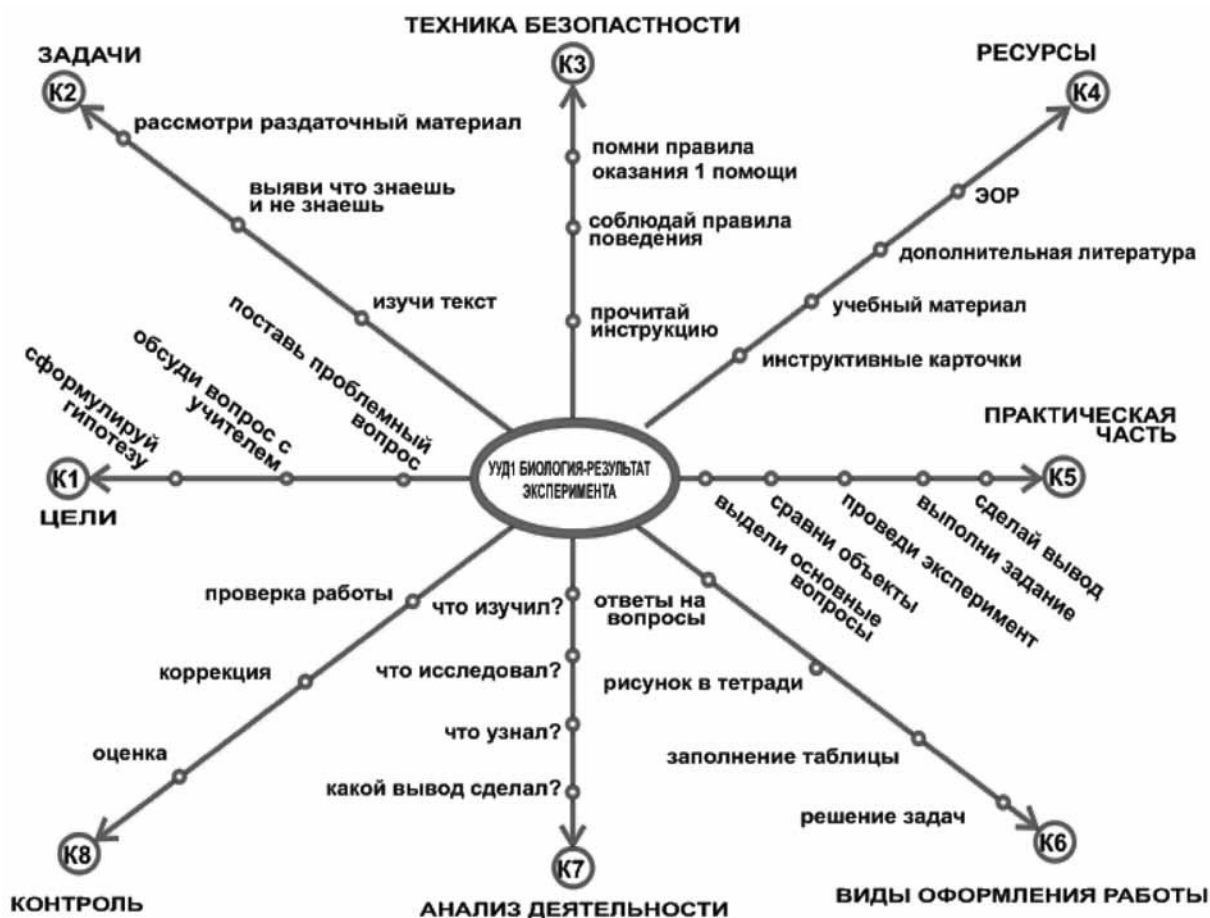 ТЕХНИКА БЕЗОПАСТНОСТИ
К3
помни правила
оказания 1 помощи
соблюдай правила
поведения
прочитай
инструкцию
ЗАДАЧИ
К2
рассмотри раздаточный материал
выяви что знаешь
и не знаешь
изучи текст
РЕСУРСЫ
К4
ЭОР
дополнительная литература
учебный материал
инструктивные карточки
К1
ЦЕЛИ
сформулируй
гипотезу
обсуди вопрос с
учителем
поставь проблемный
вопрос
УУД1 БИОЛОГИЯ-РЕЗУЛЬТАТ
ЭКСПЕРИМЕНТА
ПРАКТИЧЕСКАЯ
ЧАСТЬ
К5
выдели основные
вопросы
сравни объекты
проведи эксперимент
выполни задание
сделай вывод
проверка работы
коррекция
оценка
К8
КОНТРОЛЬ
что изучил?
что исследовал?
что узнал?
какой вывод сделал?
К7
АНАЛИЗ ДЕЯТЕЛЬНОСТИ
ответы на
вопросы
рисунок в тетради
заполнение таблицы
решение задач
К6
ВИДЫ ОФОРМЛЕНИЯ РАБОТЫ